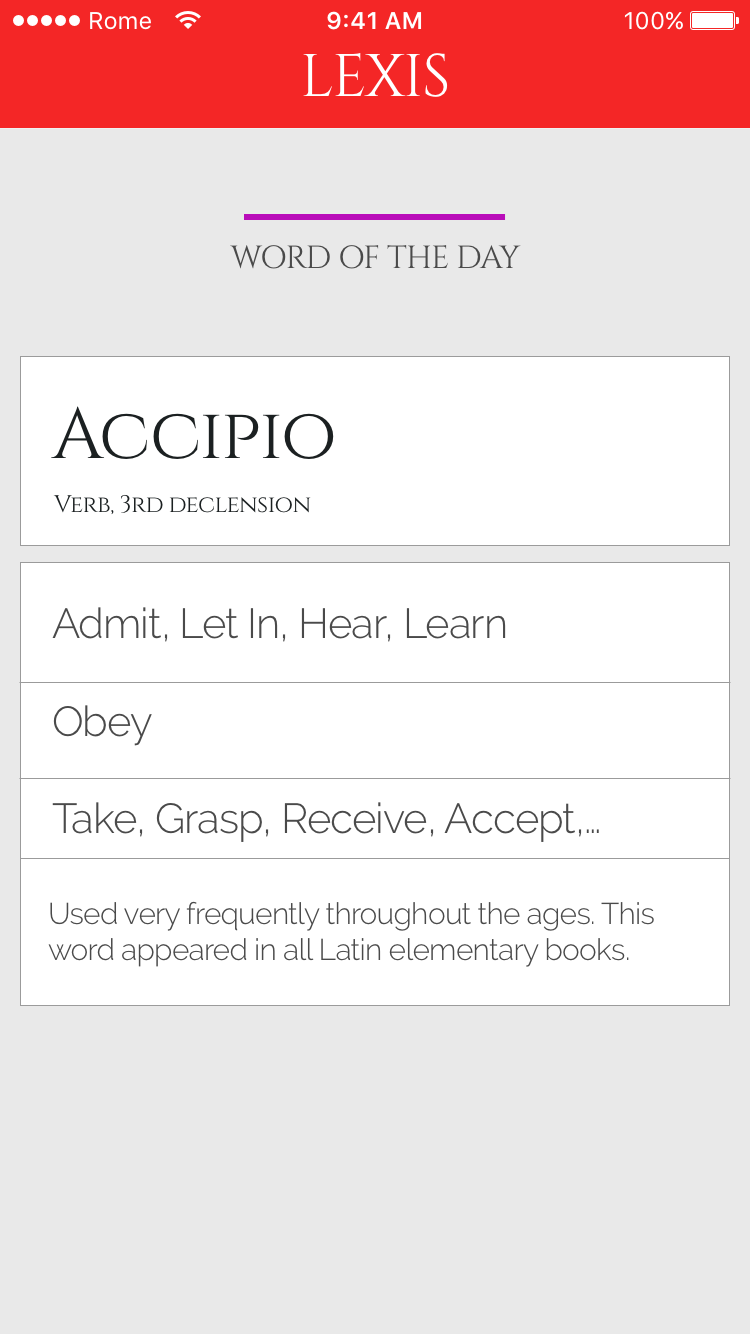 Rome 9:41 AM 100%
LEXIS
WORD OF THE DAY
Accipio
Verb, 3rd declension
Admit, Let In, Hear, Learn
Obey
Take, Grasp, Receive, Accept,...
Used very frequently throughout the ages. This
word appeared in all Latin elementary books.